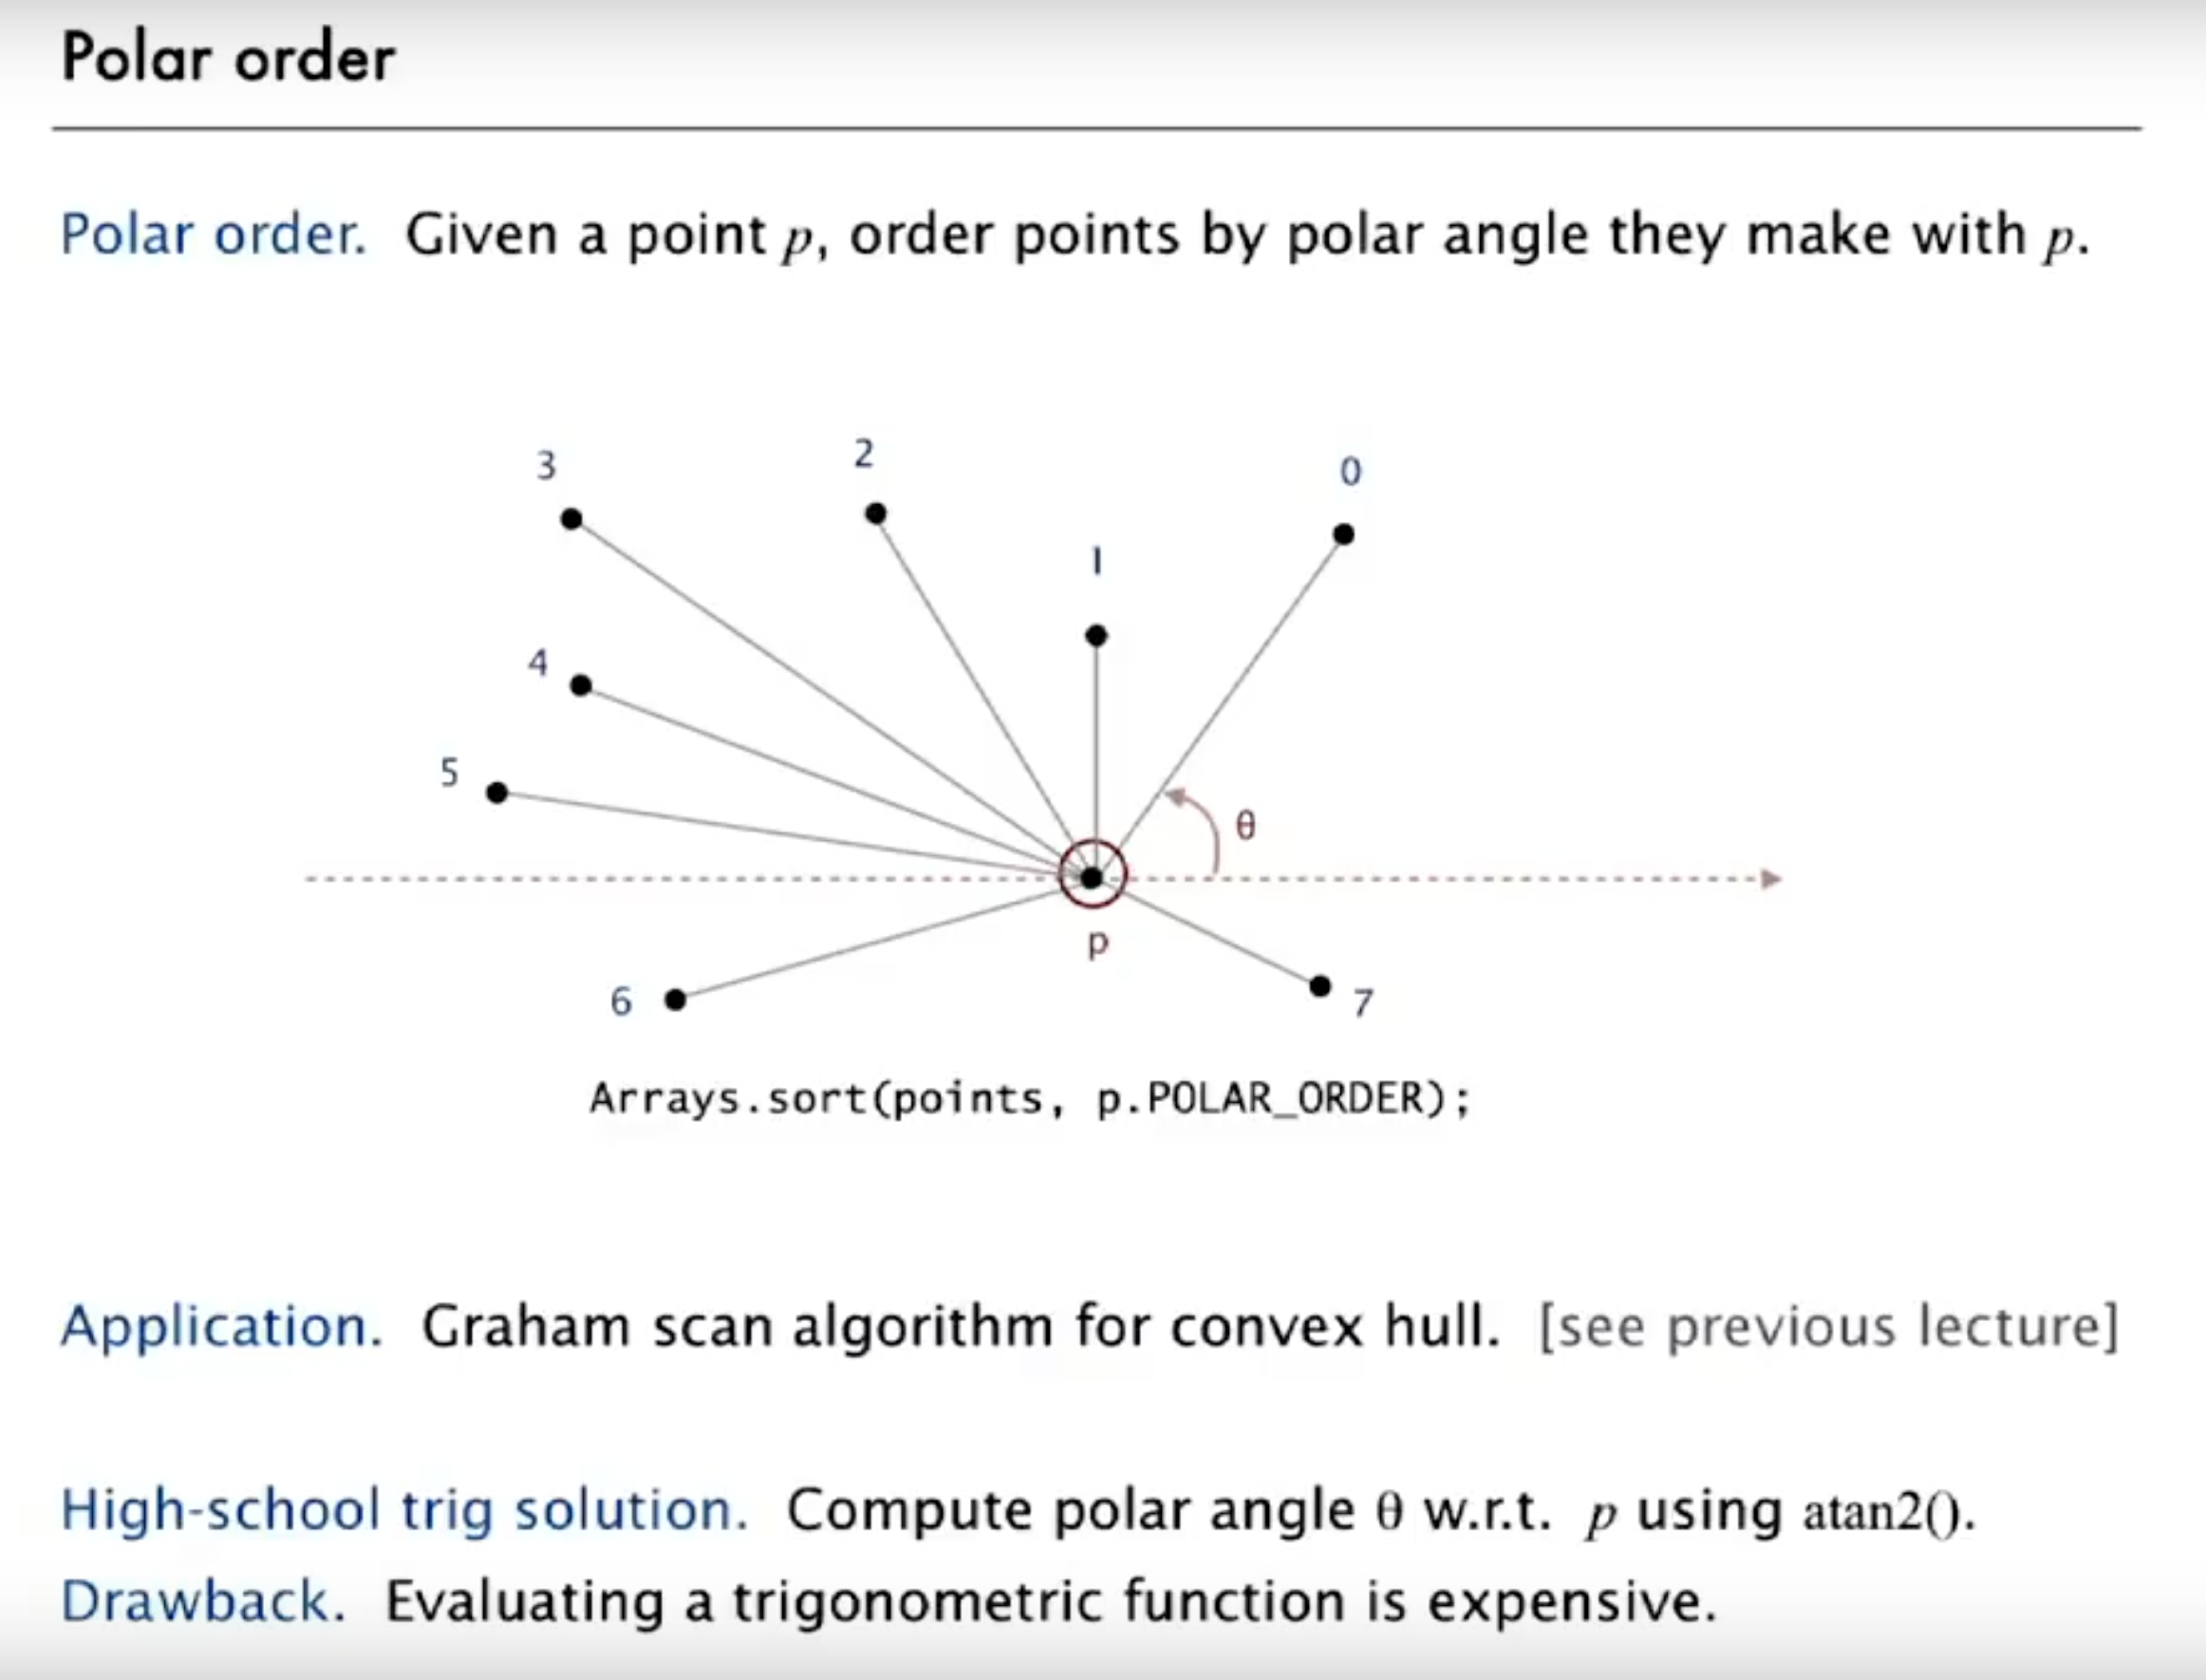 Polar order
Polar order. Given a point p, order points by polar angle they make with p.
3
2
0
1
4
5
θ
p
6
7
Arrays.sort(points, p.POLAR_ORDER);
Application. Graham scan algorithm for convex hull. [see previous lecture]
High-school trig solution. Compute polar angle θ w.r.t. p using atan2().
Drawback. Evaluating a trigonometric function is expensive.